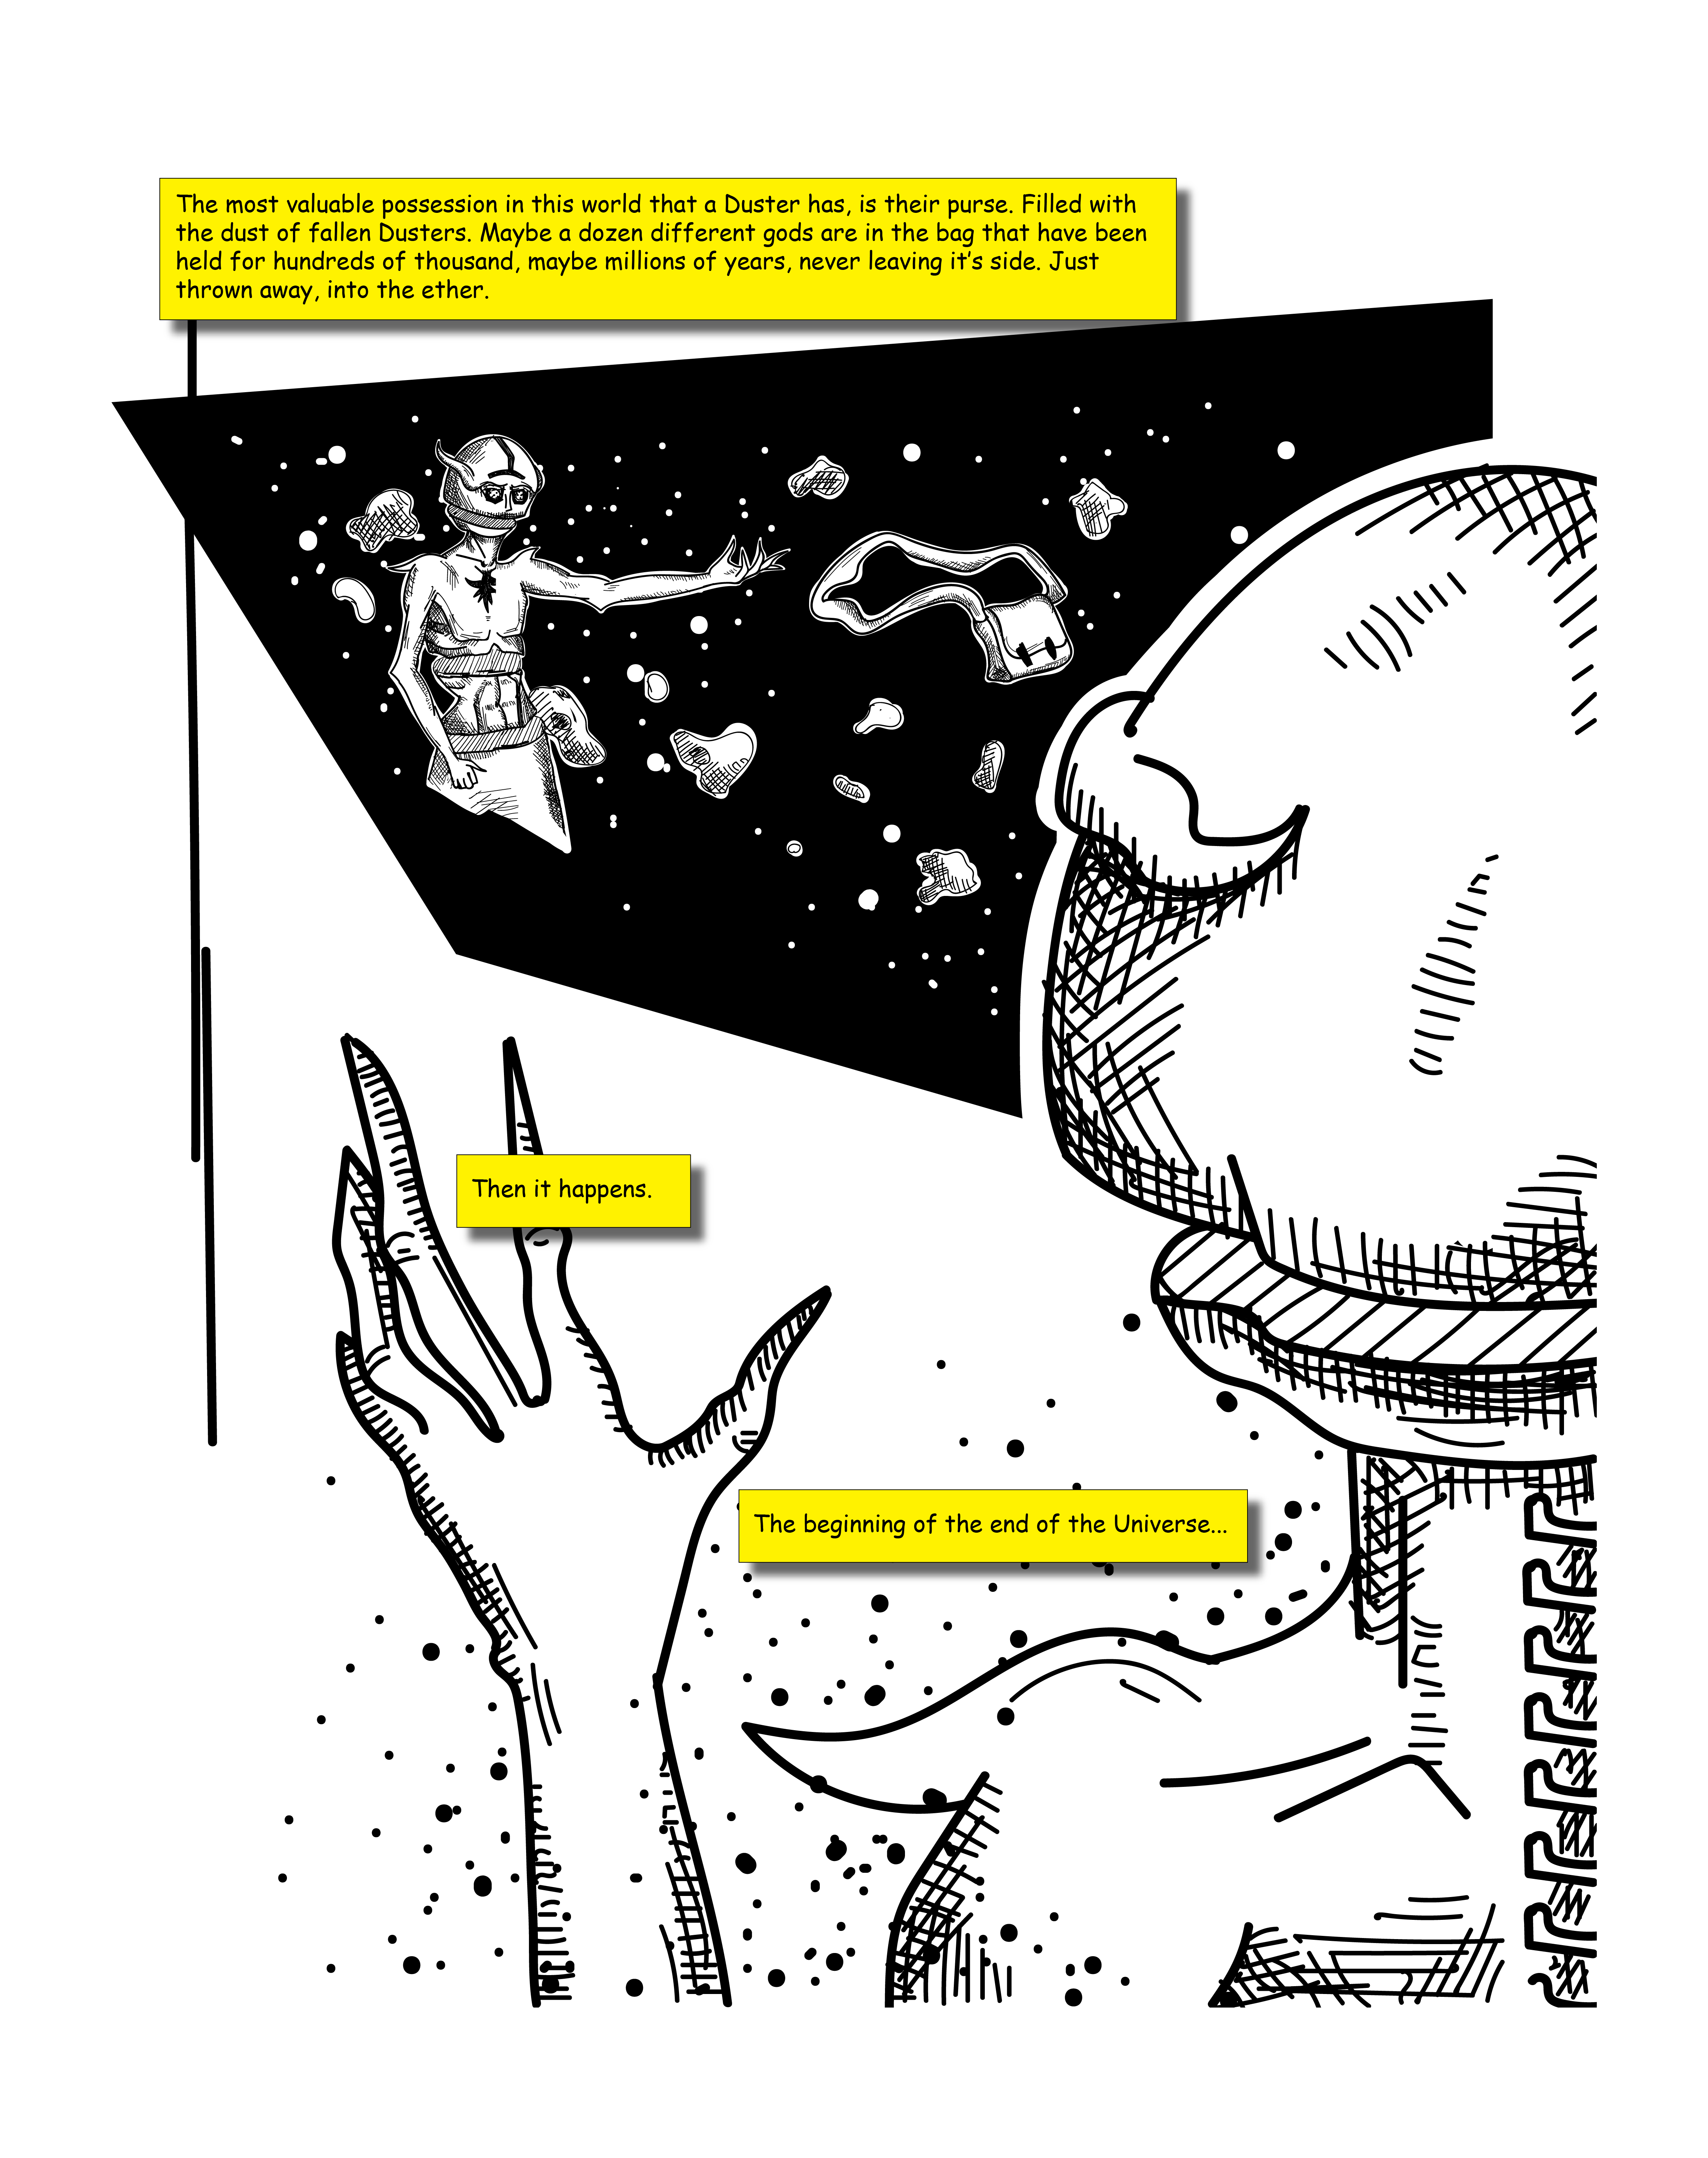 The most valuable possession in this world that a Duster has, is their purse. Filled with
the dust of fallen Dusters. Maybe a dozen different gods are in the bag that have been
held for hundreds of thousand, maybe millions of years, never leaving it's side. Just
thrown away, into the ether.
Then it happens.
The beginning of the end of the Universe...